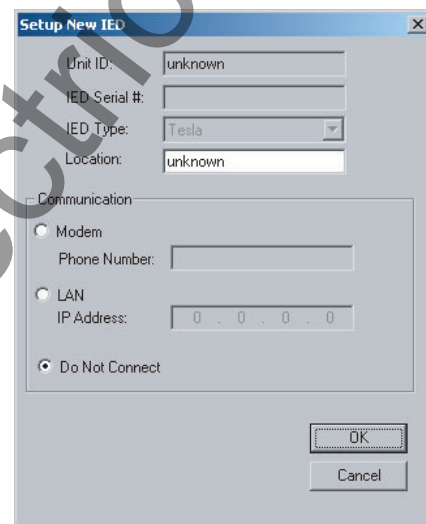 Setup New IED
Unit ID: unknown
IED Serial #:
IED Type: Tesla
Location: unknown
Communication
Modem
Phone Number:
LAN
IP Address: 0 . 0 . 0 . 0
Do Not Connect
OK
Cancel